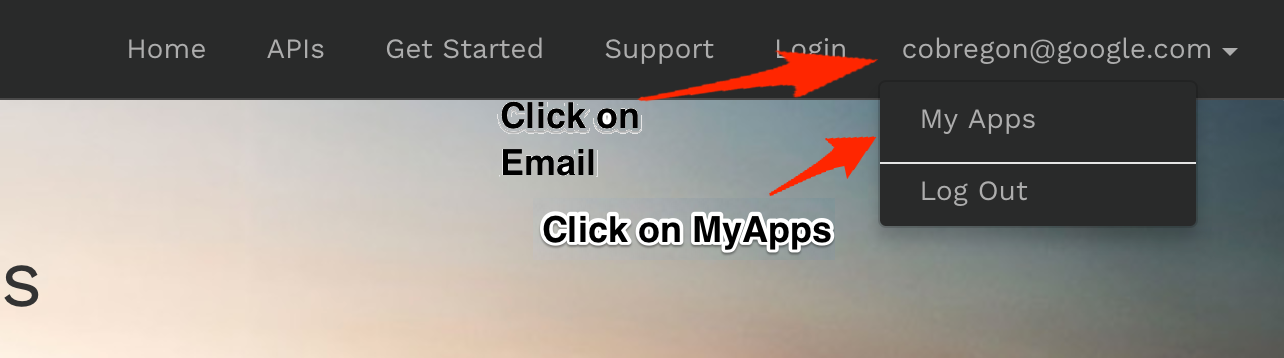 Home APIs Get Started Support Login cobregon@google.com
Click on
Email
My Apps
Click on MyApps
Log Out
s